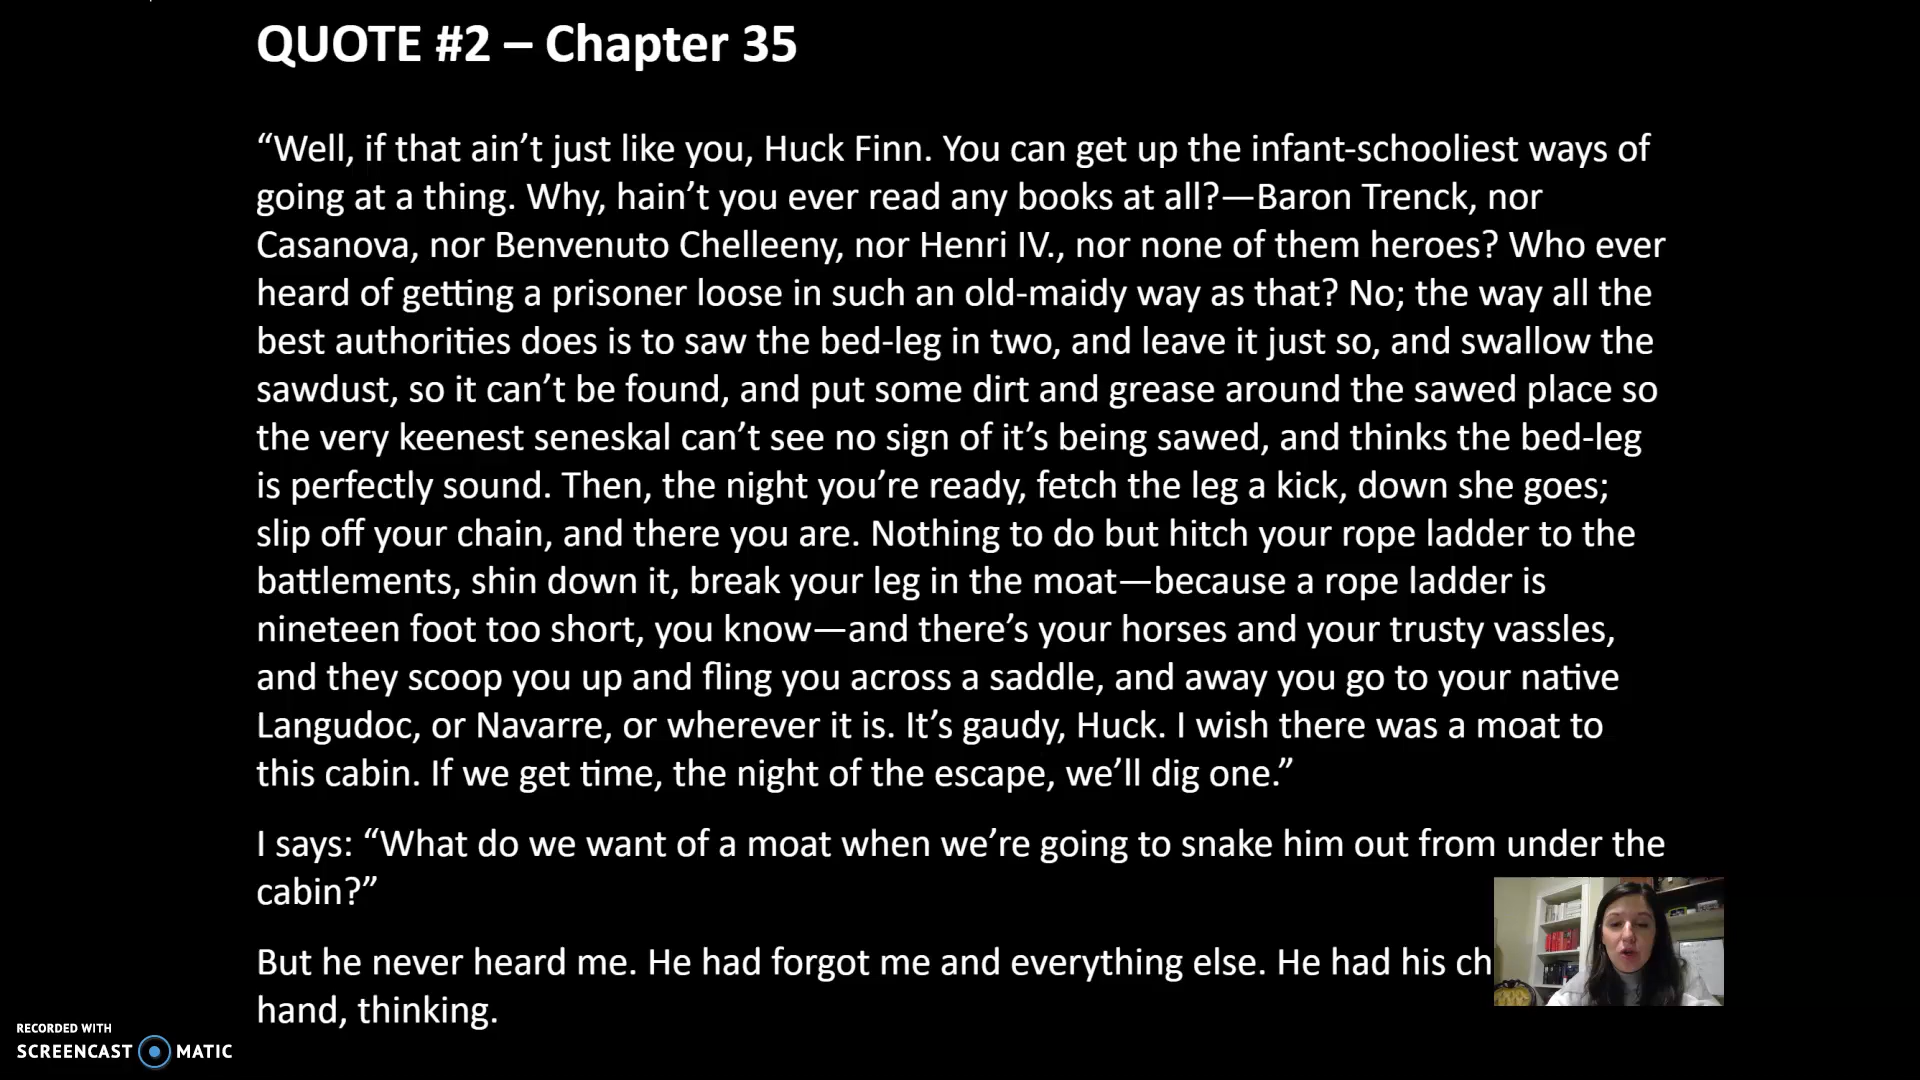 QUOTE #2 – Chapter 35
“Well, if that ain’t just like you, Huck Finn. You can get up the infant-schooliest ways of
going at a thing. Why, hain’t you ever read any books at all?—Baron Trenck, nor
Casanova, nor Benvenuto Chelleeny, nor Henri IV., nor none of them heroes? Who ever
heard of getting a prisoner loose in such an old-maidy way as that? No; the way all the
best authorities does is to saw the bed-leg in two, and leave it just so, and swallow the
sawdust, so it can’t be found, and put some dirt and grease around the sawed place so
the very keenest seneskal can’t see no sign of it’s being sawed, and thinks the bed-leg
is perfectly sound. Then, the night you’re ready, fetch the leg a kick, down she goes;
slip off your chain, and there you are. Nothing to do but hitch your rope ladder to the
battlements, shin down it, break your leg in the moat—because a rope ladder is
nineteen foot too short, you know—and there’s your horses and your trusty vassles,
and they scoop you up and fling you across a saddle, and away you go to your native
Langudoc, or Navarre, or wherever it is. It’s gaudy, Huck. I wish there was a moat to
this cabin. If we get time, the night of the escape, we’ll dig one.”
I says: “What do we want of a moat when we’re going to snake him out from under the
cabin?”
But he never heard me. He had forgot me and everything else. He had his ch
hand, thinking.
RECORDED WITH
SCREENCAST MATIC